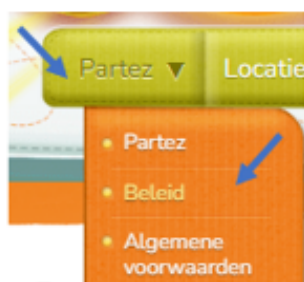 Partez ▼ Locatie
Partez
Beleid
Algemene
voorwaarden